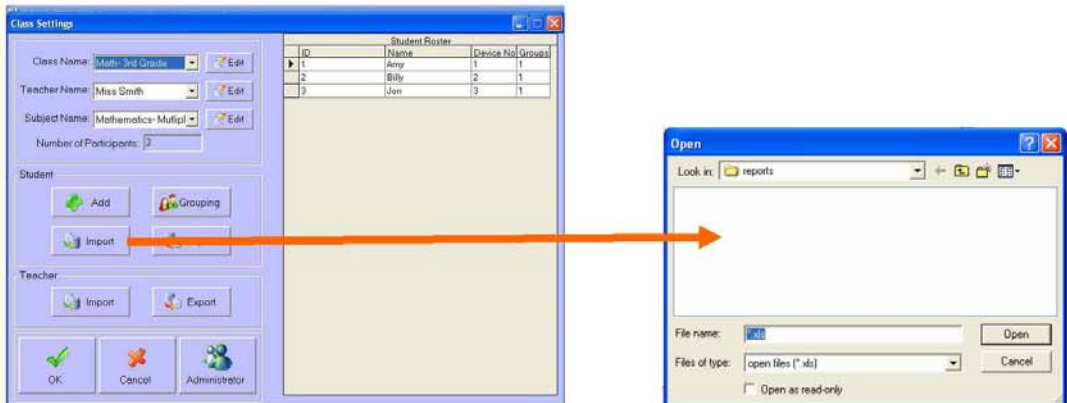 Class Settings
Class Name: Math- 3rd Grade Edit
Teacher Name: Miss Smith Edit
Subject Name: Mathematics- Mutipl Edit
Number of Participants: 3
Student
Add Grouping
Import
Teacher
Import Export
OK Cancel Administrator
Student Roster
ID Name Device No Groups
1 Amy 1 1
2 Billy 2 1
3 Jon 3 1
Open
Look in: reports
File name: *.xls Open
Files of type: open files (*.xls) Cancel
Open as read-only